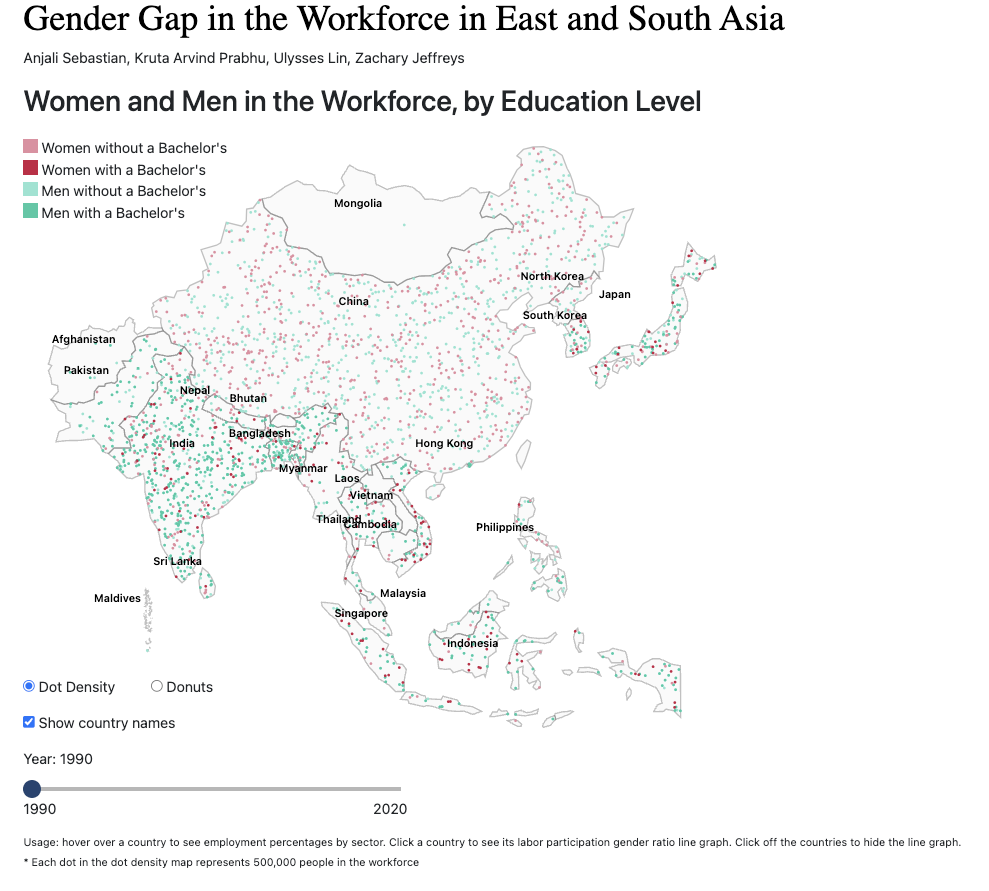 Gender Gap in the Workforce in East and South Asia
Anjali Sebastian, Kruta Arvind Prabhu, Ulysses Lin, Zachary Jeffreys
Women and Men in the Workforce, by Education Level
Women without a Bachelor's
Women with a Bachelor's
Men without a Bachelor's
Men with a Bachelor's
Mongolia
North Korea
Japan
China
South Korea
Afghanistan
Pakistan
Nepal
Bhutan
Bangladesh
India
Hong Kong
Myanmar
Laos
Vietnam
Thailand
Cambodia
Philippines
Sri Lanka
Maldives
Malaysia
Singapore
Indonesia
Dot Density
Donuts
Show country names
Year: 1990
1990
2020
Usage: hover over a country to see employment percentages by sector. Click a country to see its labor participation gender ratio line graph. Click off the countries to hide the line graph.
* Each dot in the dot density map represents 500,000 people in the workforce